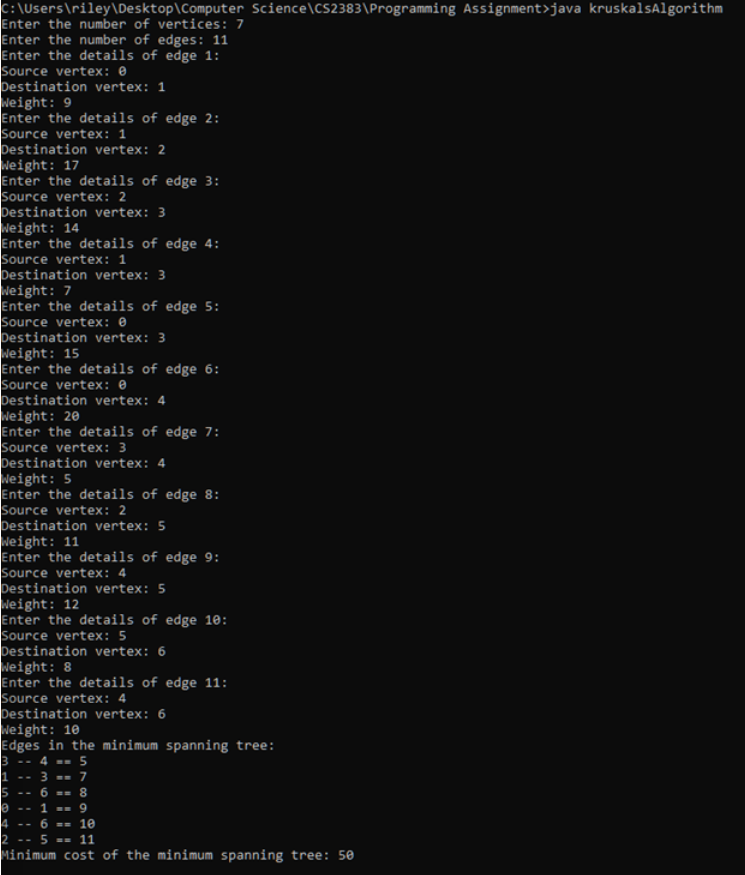 C:\Users\riley\Desktop\Computer Science\CS2383\Programming Assignment>java kruskalsAlgorithm
Enter the number of vertices: 7
Enter the number of edges: 11
Enter the details of edge 1:
Source vertex: 0
Destination vertex: 1
Weight: 9
Enter the details of edge 2:
Source vertex: 1
Destination vertex: 2
Weight: 17
Enter the details of edge 3:
Source vertex: 2
Destination vertex: 3
Weight: 14
Enter the details of edge 4:
Source vertex: 1
Destination vertex: 3
Weight: 7
Enter the details of edge 5:
Source vertex: 0
Destination vertex: 3
Weight: 15
Enter the details of edge 6:
Source vertex: 0
Destination vertex: 4
Weight: 20
Enter the details of edge 7:
Source vertex: 3
Destination vertex: 4
Weight: 5
Enter the details of edge 8:
Source vertex: 2
Destination vertex: 5
Weight: 11
Enter the details of edge 9:
Source vertex: 4
Destination vertex: 5
Weight: 12
Enter the details of edge 10:
Source vertex: 5
Destination vertex: 6
Weight: 8
Enter the details of edge 11:
Source vertex: 4
Destination vertex: 6
Weight: 10
Edges in the minimum spanning tree:
3 -- 4 == 5
1 -- 3 == 7
5 -- 6 == 8
0 -- 1 == 9
4 -- 6 == 10
2 -- 5 == 11
Minimum cost of the minimum spanning tree: 50